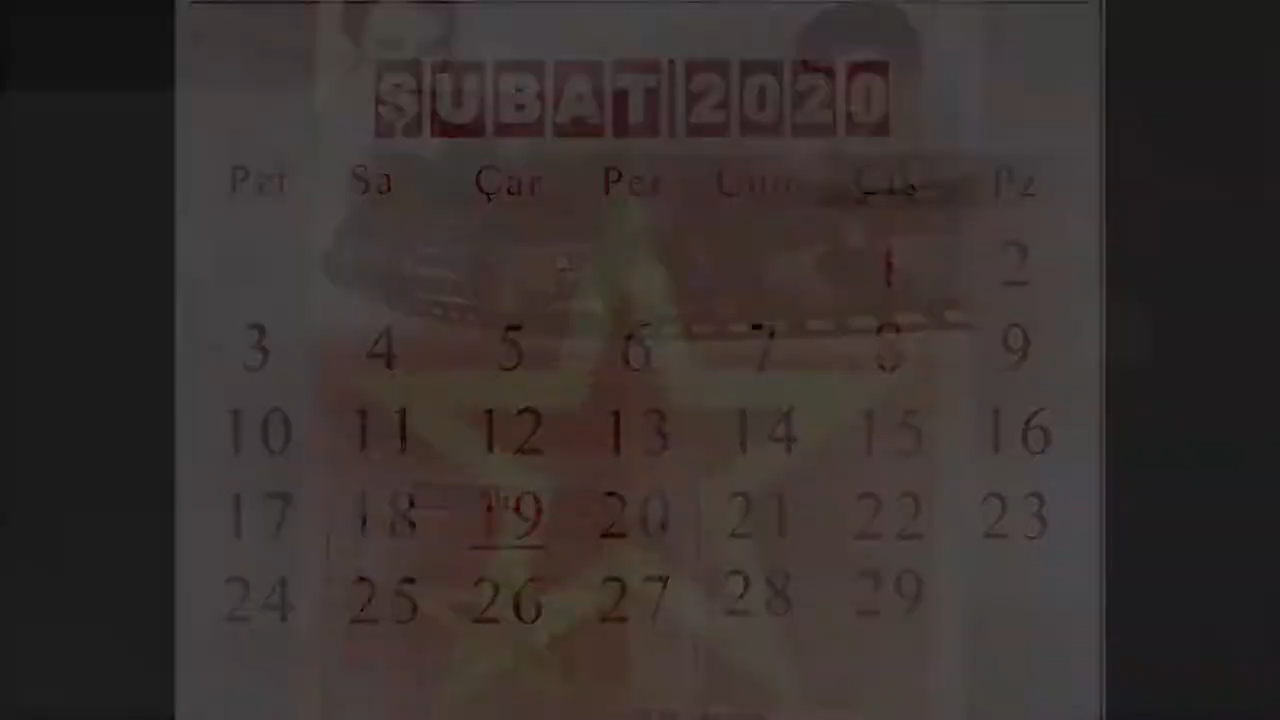 ŞUBAT 2020
Pzt Sa Çar Per Cum Cts Pz
1 2
3 4 5 6 7 8 9
10 11 12 13 14 15 16
17 18 19 20 21 22 23
24 25 26 27 28 29